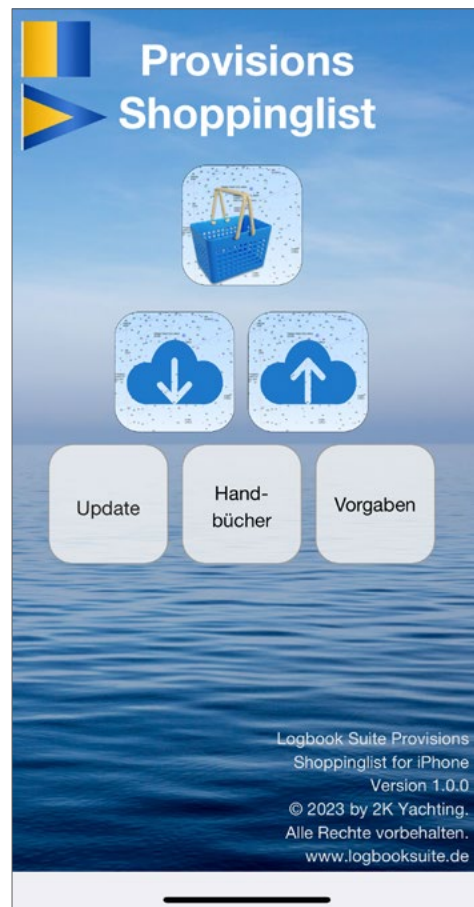 Provisions
Shoppinglist
Update
Hand-
bücher
Vorgaben
Logbook Suite Provisions
Shoppinglist for iPhone
Version 1.0.0
© 2023 by 2K Yachting.
Alle Rechte vorbehalten.
www.logbooksuite.de